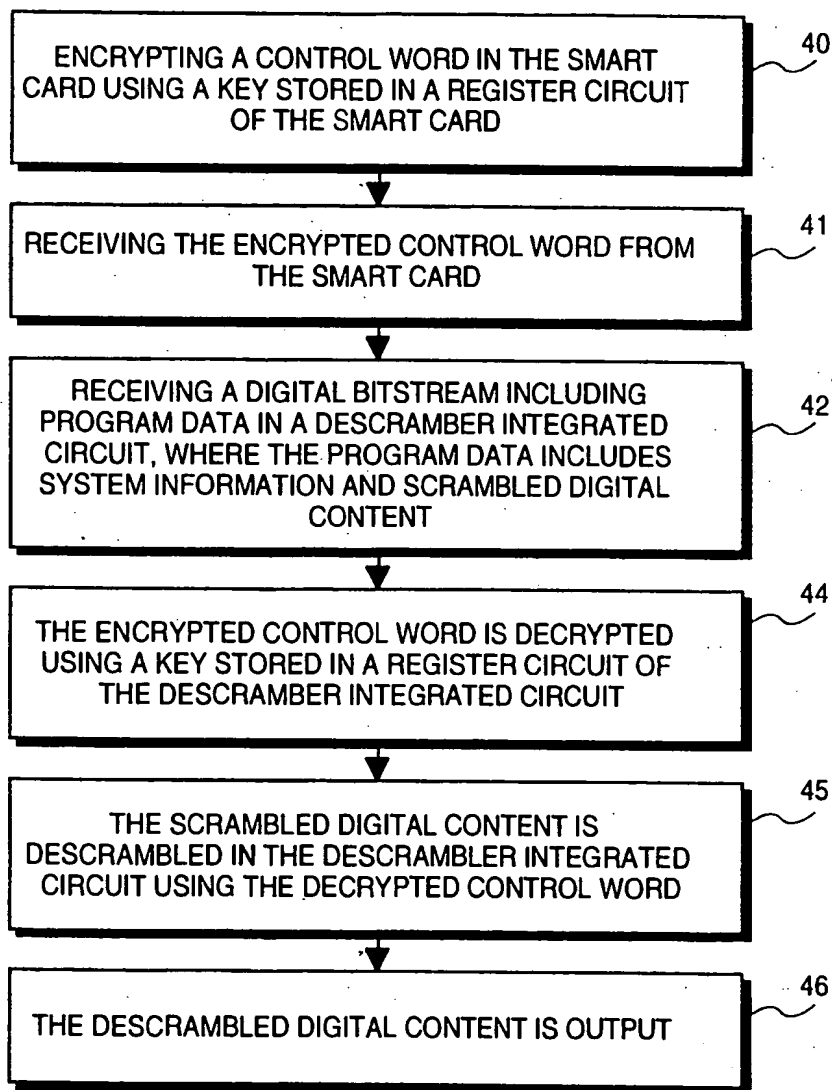 ENCRYPTING A CONTROL WORD IN THE SMART
CARD USING A KEY STORED IN A REGISTER CIRCUIT
OF THE SMART CARD
40
RECEIVING THE ENCRYPTED CONTROL WORD FROM
THE SMART CARD
41
RECEIVING A DIGITAL BITSTREAM INCLUDING
PROGRAM DATA IN A DESCRAMBER INTEGRATED
CIRCUIT, WHERE THE PROGRAM DATA INCLUDES
SYSTEM INFORMATION AND SCRAMBLED DIGITAL
CONTENT
42
THE ENCRYPTED CONTROL WORD IS DECRYPTED
USING A KEY STORED IN A REGISTER CIRCUIT OF
THE DESCRAMBER INTEGRATED CIRCUIT
44
THE SCRAMBLED DIGITAL CONTENT IS
DESCRAMBLED IN THE DESCRAMBLER INTEGRATED
CIRCUIT USING THE DECRYPTED CONTROL WORD
45
THE DESCRAMBLED DIGITAL CONTENT IS OUTPUT
46